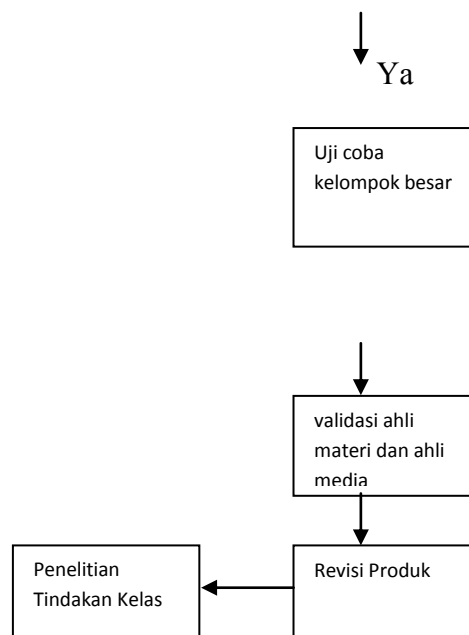 Ya
Uji coba
kelompok besar
validasi ahli
materi dan ahli
media
Penelitian
Tindakan Kelas
Revisi Produk